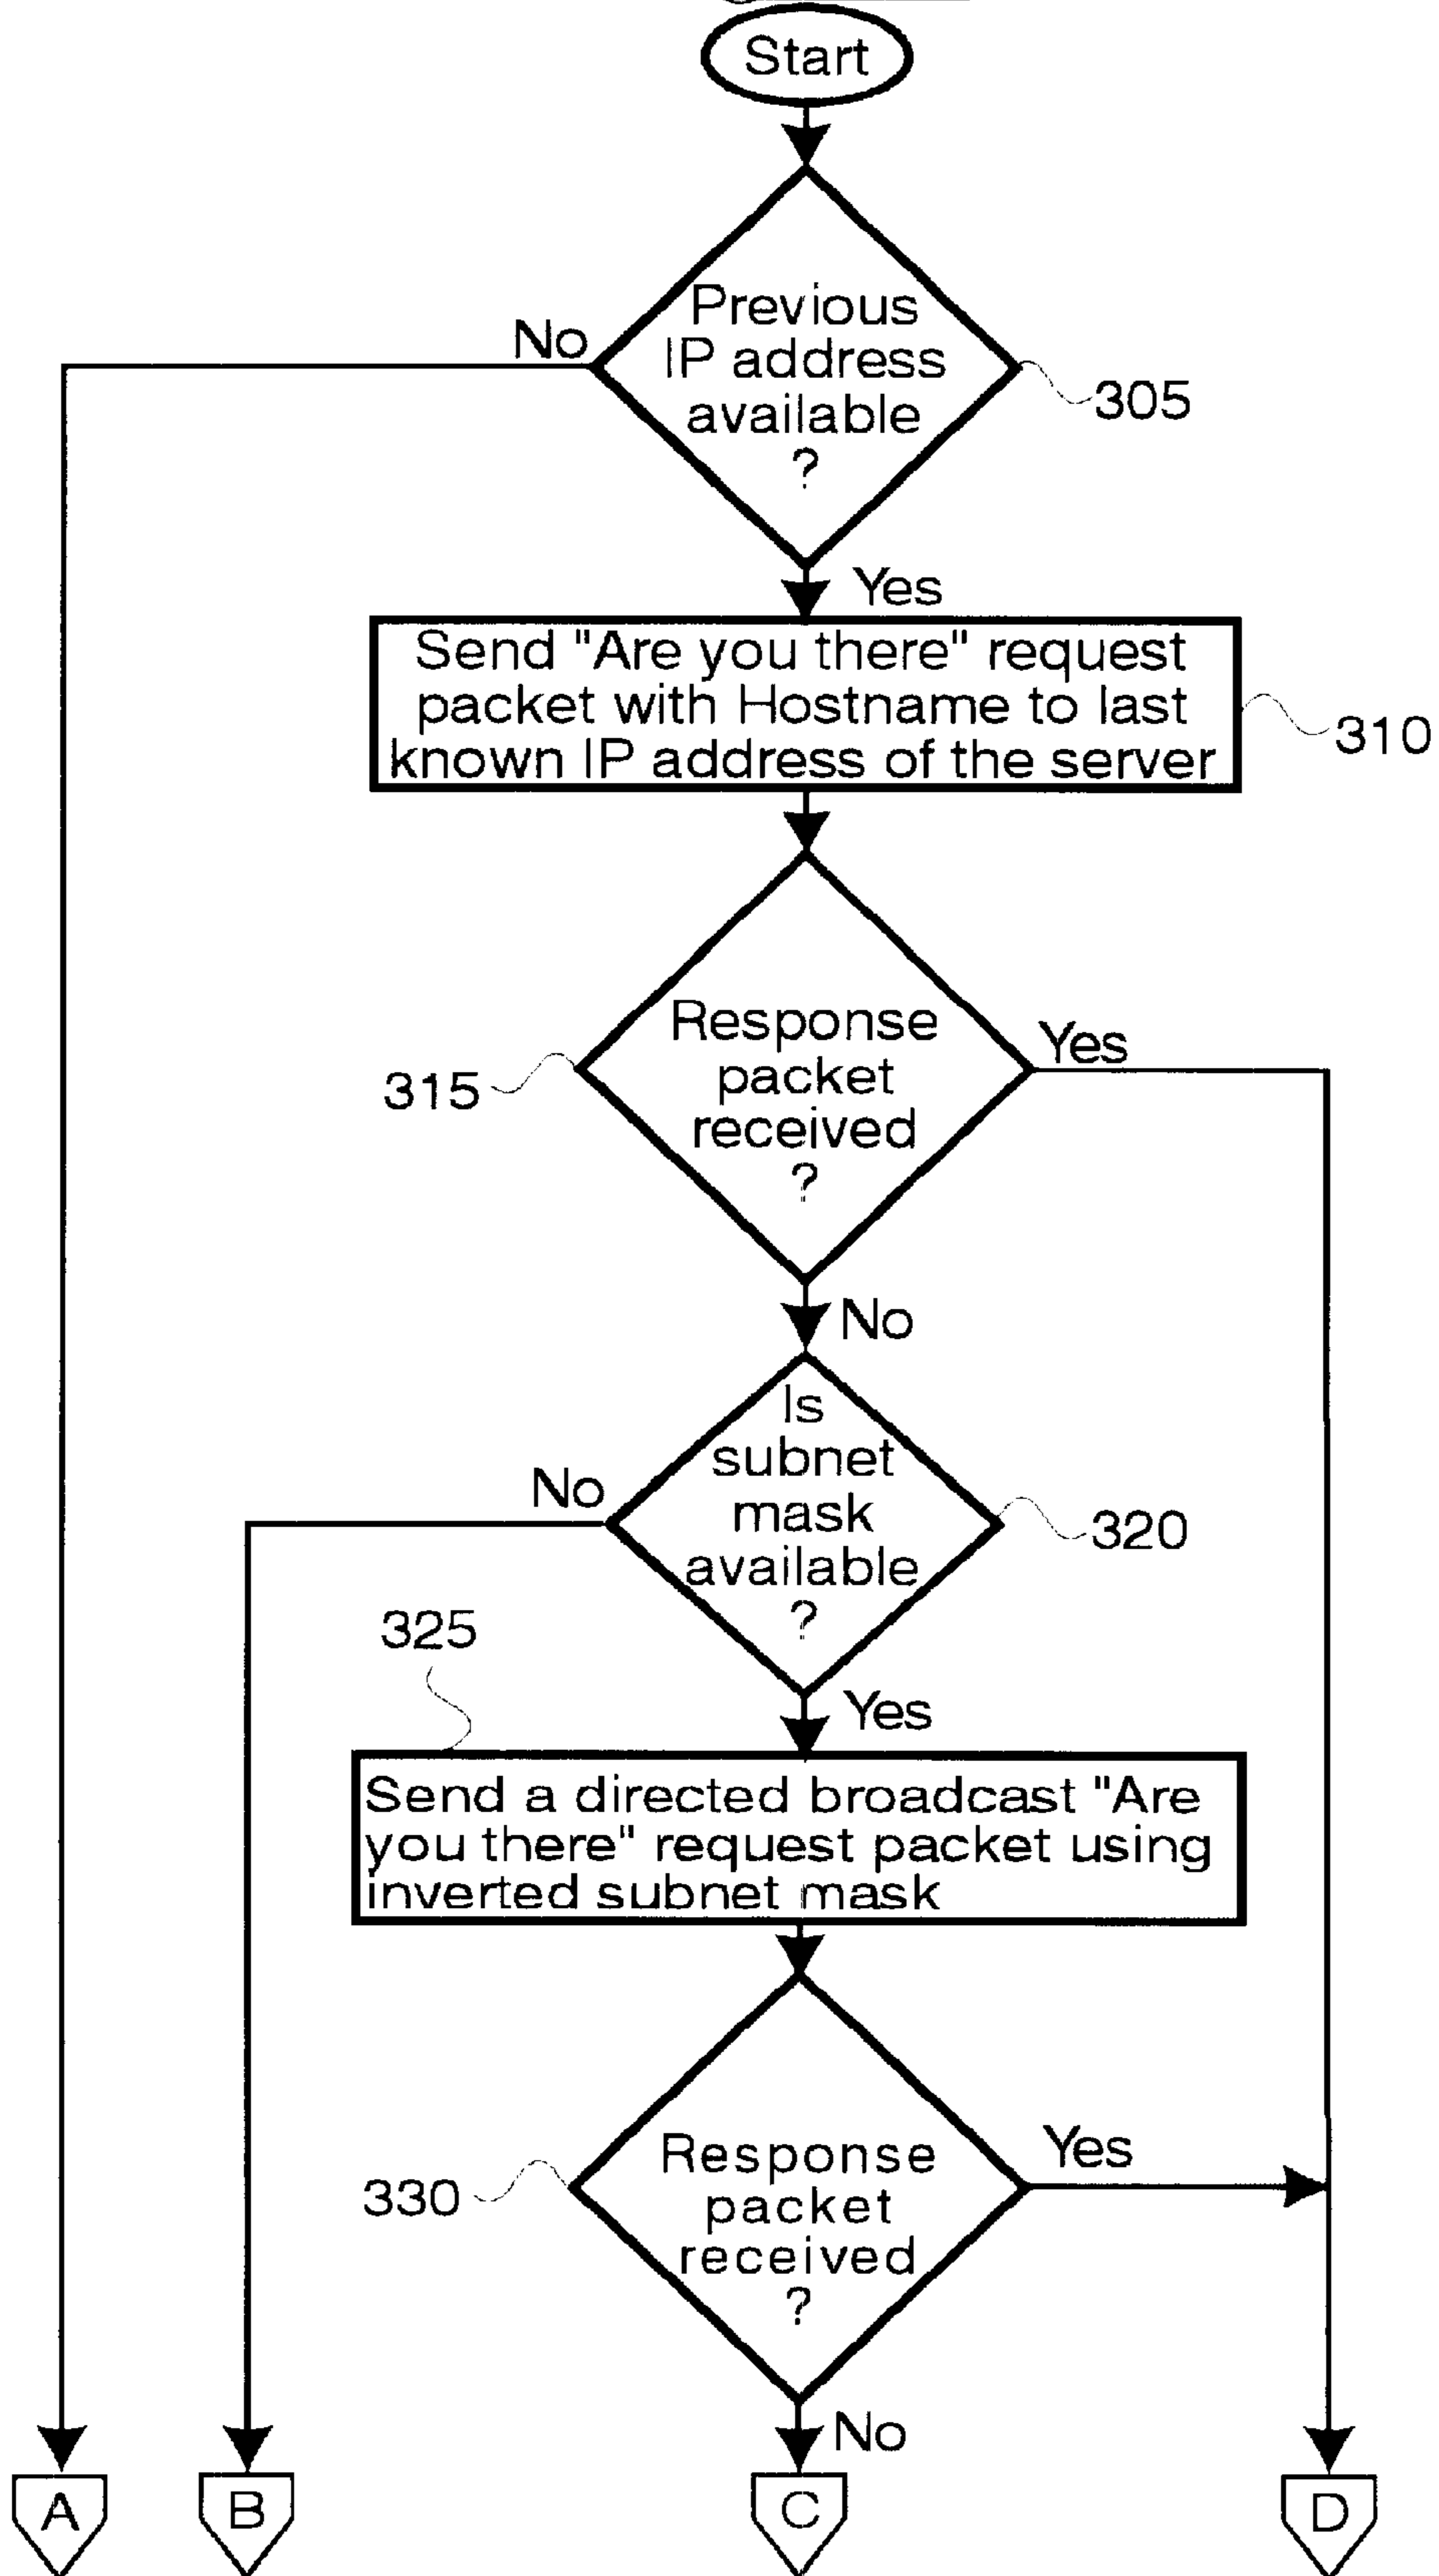 Start
Previous
IP address
available
?
No
305
Yes
Send "Are you there" request
packet with Hostname to last
known IP address of the server
310
Response
packet
received
?
315
Yes
No
Is
subnet
mask
available
?
No
320
325
Yes
Send a directed broadcast "Are
you there" request packet using
inverted subnet mask
Response
packet
received
?
330
Yes
No
A
B
C
D